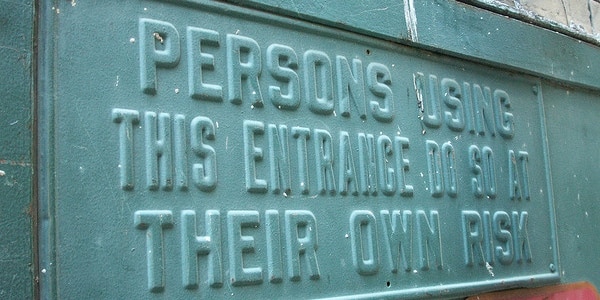 PERSONS USING
THIS ENTRANCE DO SO AT
THEIR OWN RISK